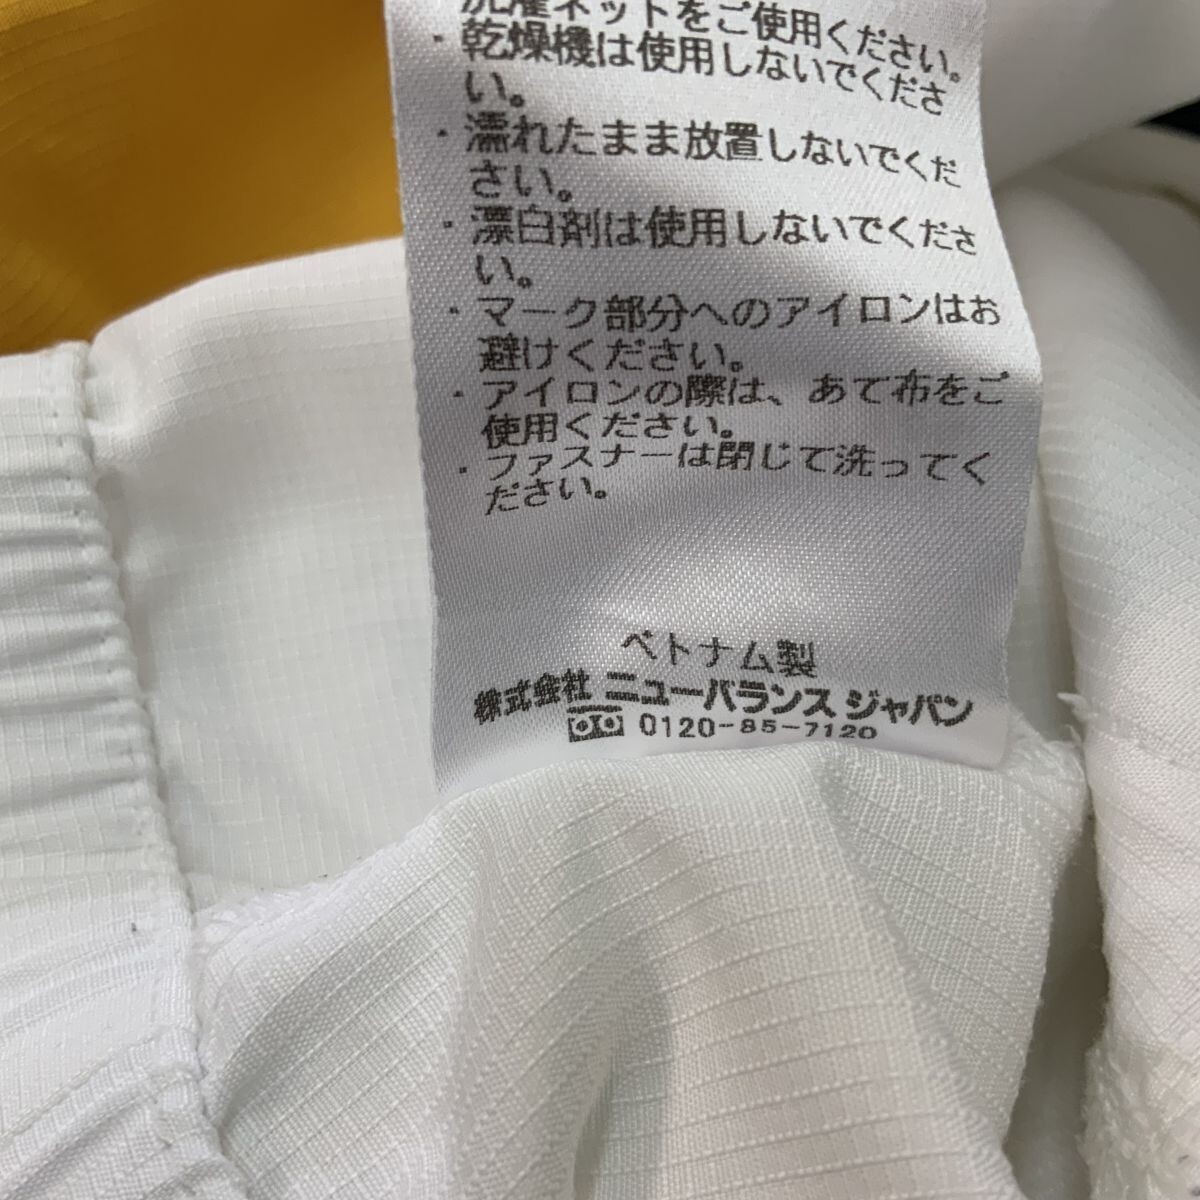 洗濯ネットをご使用ください。
・乾燥機は使用しないでくださ
い。
・濡れたまま放置しないでくだ
さい。
・漂白剤は使用しないでくださ
い。
・マーク部分へのアイロンはお
避けください。
・アイロンの際は、あて布をご
使用ください。
・ファスナーは閉じて洗ってく
ださい。
ベトナム製
株式会社 ニューバランス ジャパン
0120-85-7120